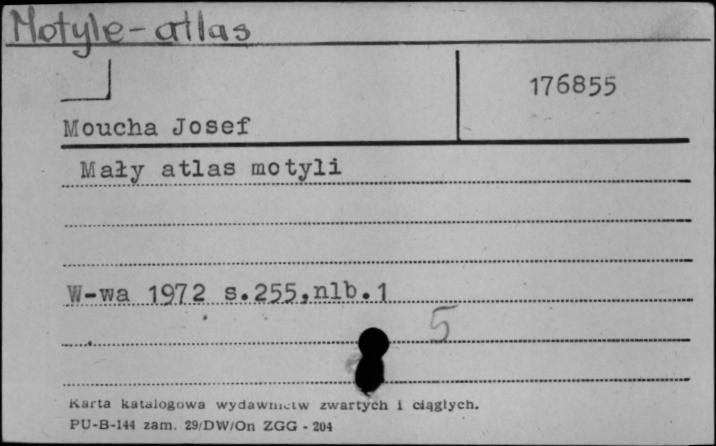 Motyle-atlas
176855
Moucha Josef
Mały atlas motyli
W-wa 1972 s.255,nlb.1
5
Karta katalogowa wydawnictw zwartych i ciągłych.
PU-B-144 zam. 29/DW/On ZGG - 204